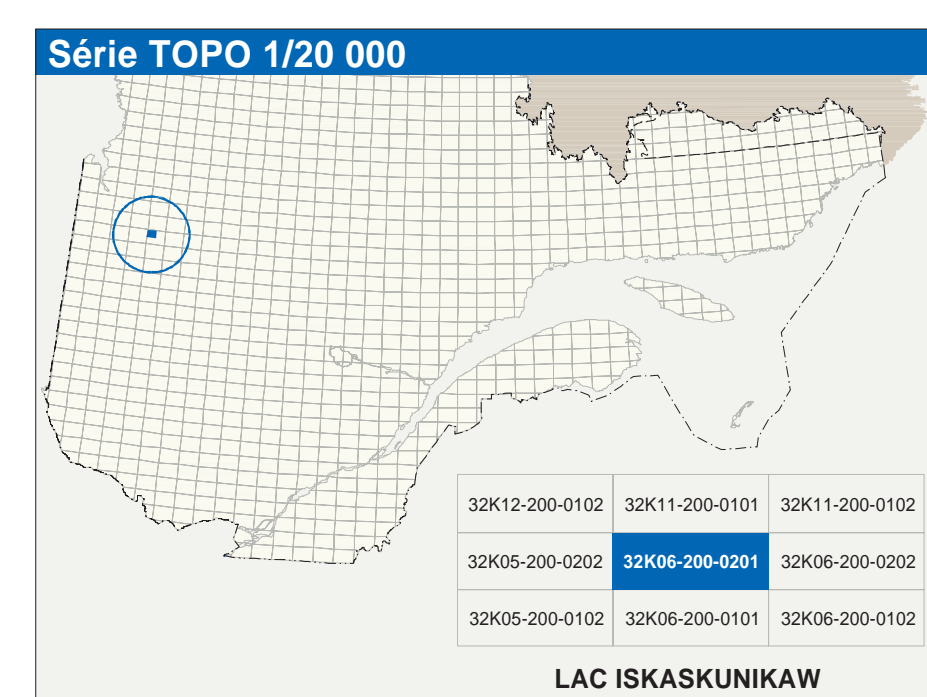 Série TOPO 1/20 000
32K12-200-0102 32K11-200-0101 32K11-200-0102
32K05-200-0202 32K06-200-0201 32K06-200-0202
32K05-200-0102 32K06-200-0101 32K06-200-0102
LAC ISKASKUNIKAW